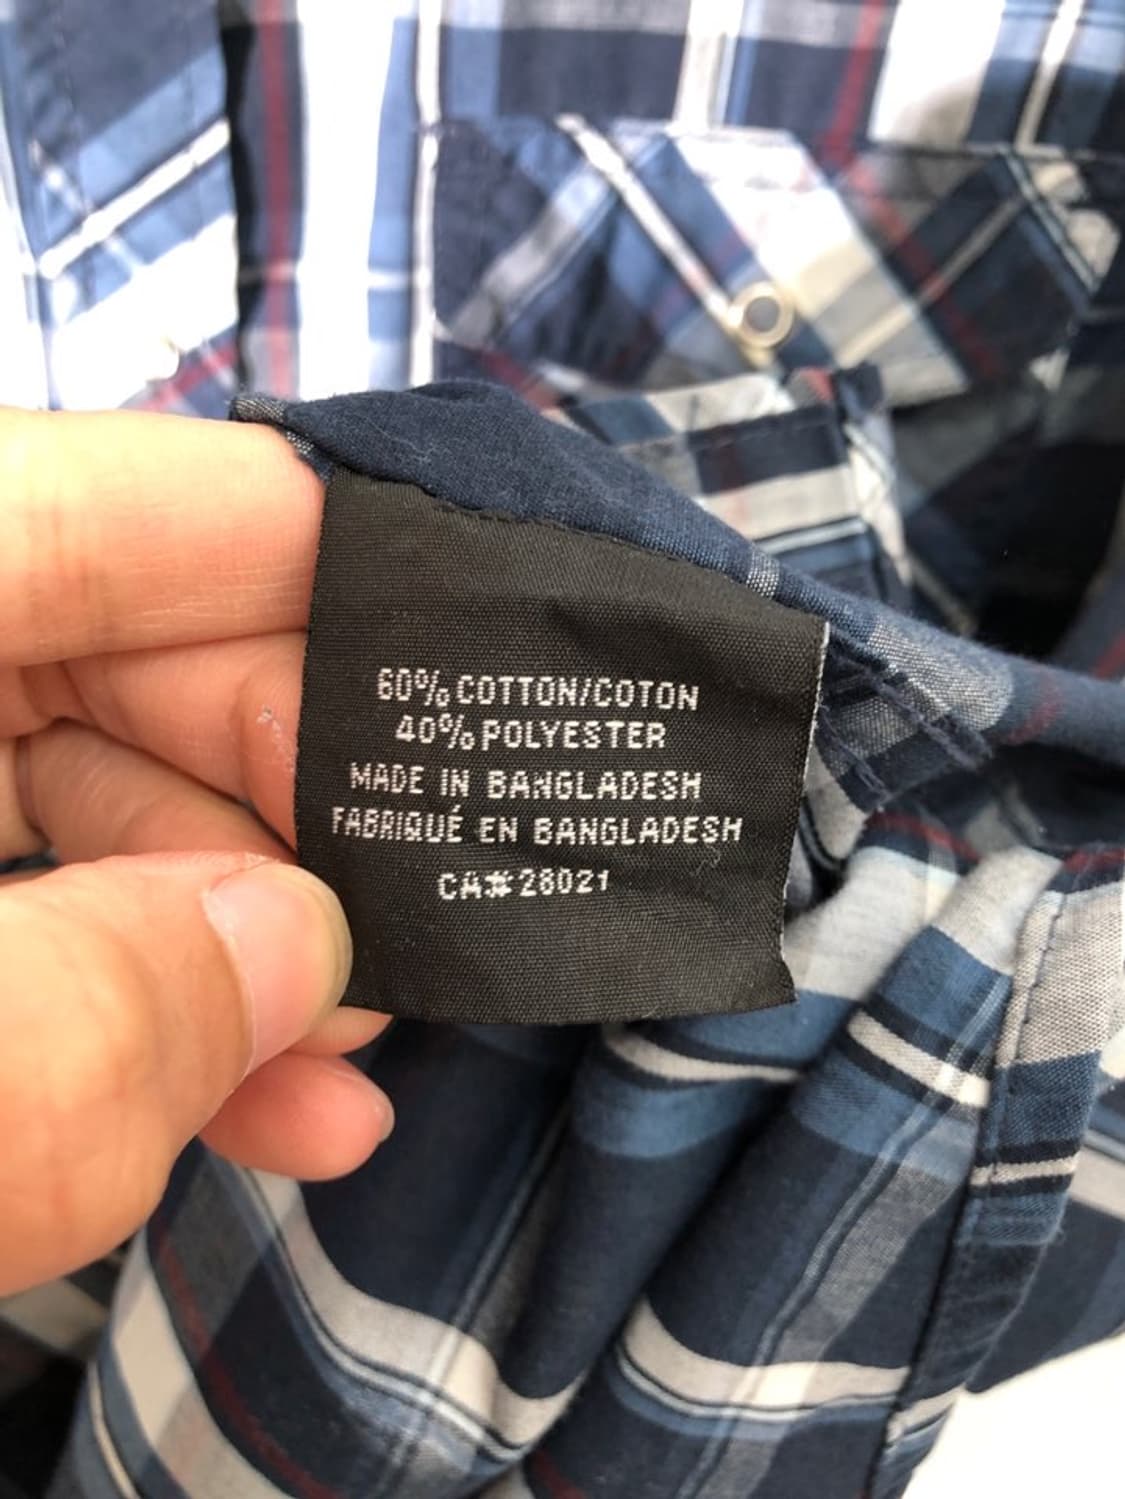 60% COTTON/COTON
40% POLYESTER
MADE IN BANGLADESH
FABRIQUÉ EN BANGLADESH
CA# 28021